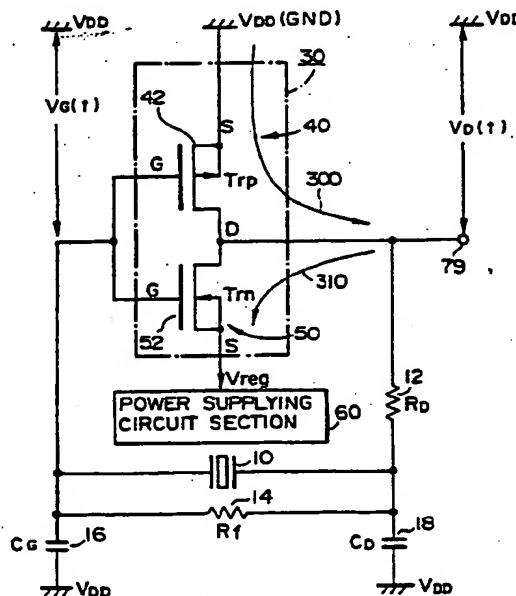 VDD
VDD(GND)
VDD
30
VG(t)
42
S
40
VD(t)
G
Trp
300
D
79
G
Trn
310
52
50
S
Vreg
12
RD
POWER SUPPLYING
CIRCUIT SECTION
60
10
14
Rf
16
CG
18
CD
VDD
VDD